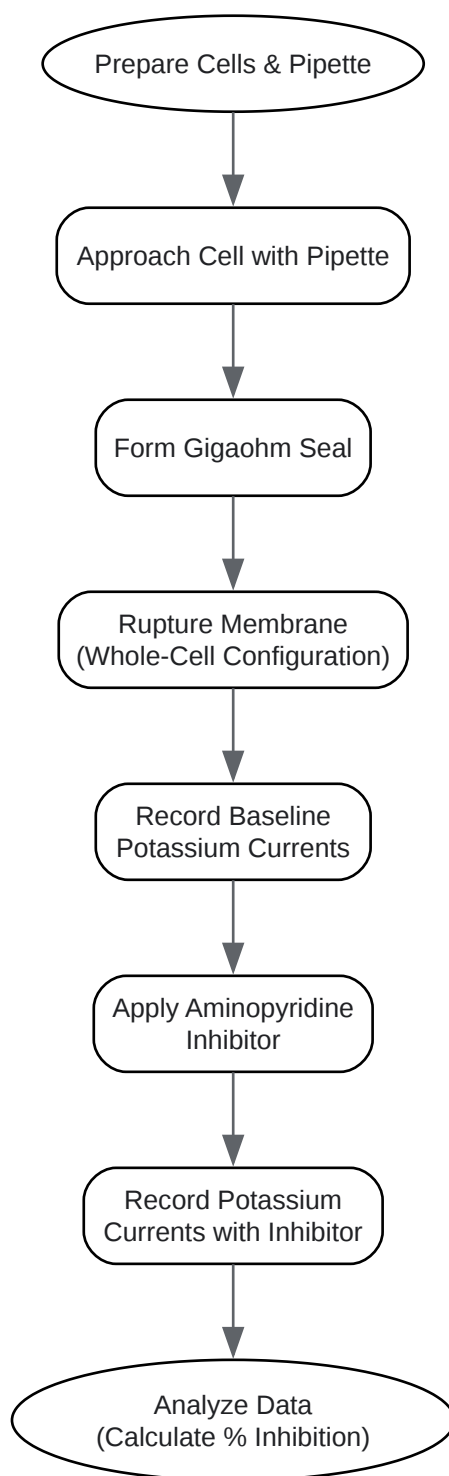 Prepare Cells & Pipette
Approach Cell with Pipette
Form Gigaohm Seal
Rupture Membrane
(Whole-Cell Configuration)
Record Baseline
Potassium Currents
Apply Aminopyridine
Inhibitor
Record Potassium
Currents with Inhibitor
Analyze Data
(Calculate % Inhibition)